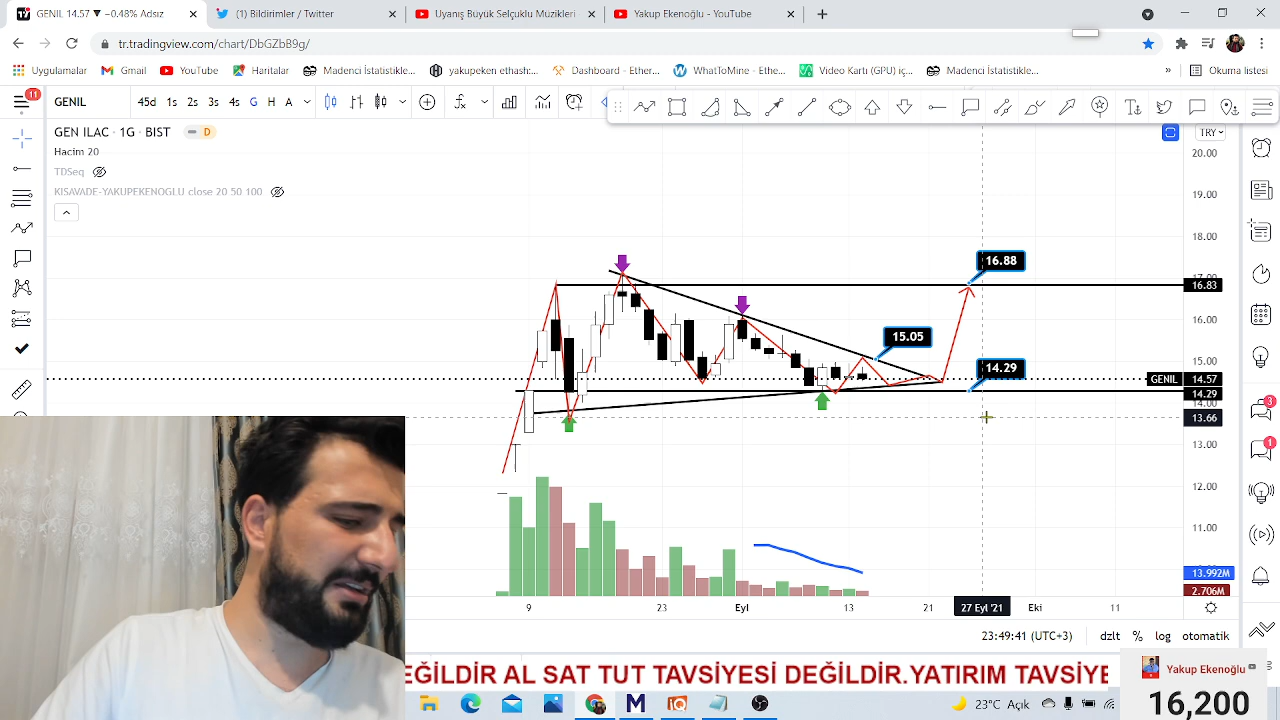 GENIL 14.57 ▼ −0.48% Adsız
(1) Bildirimler / Twitter
Uyandırılış Selçuklu Müzikleri
Yakup Ekenoğlu - YouTube
tr.tradingview.com/chart/DbGZbB9g/
Uygulamalar
Gmail
YouTube
Haritalar
Madenci İstatistikle...
Hiveon
Dashboard - Ether...
WhatToMine - Ethe...
Video Kartı (GPU) iç...
Madenci İstatistikle...
»
Okuma listesi
11
GENIL
45d 1s 2s 3s 4s G H A
GEN ILAC · 1G · BIST
D
TRY
Hacim 20
TDSeq
KISAVADE-YAKUPEKENOGLU close 20 50 100
20.00
19.00
18.00
17.00
16.88
16.83
16.00
15.05
15.00
14.29
GENIL 14.57
14.29
14.00
13.66
13.00
12.00
11.00
13.992M
2.706M
3
1
9
23
Eyl
13
21
27 Eyl '21
Eki
11
23:49:41 (UTC+3)
dzlt % log otomatik
EĞİLDİR AL SAT TUT TAVSİYESİ DEĞİLDİR.YATIRIM TAVSİYE
Yakup Ekenoğlu
16,200
23°C Açık